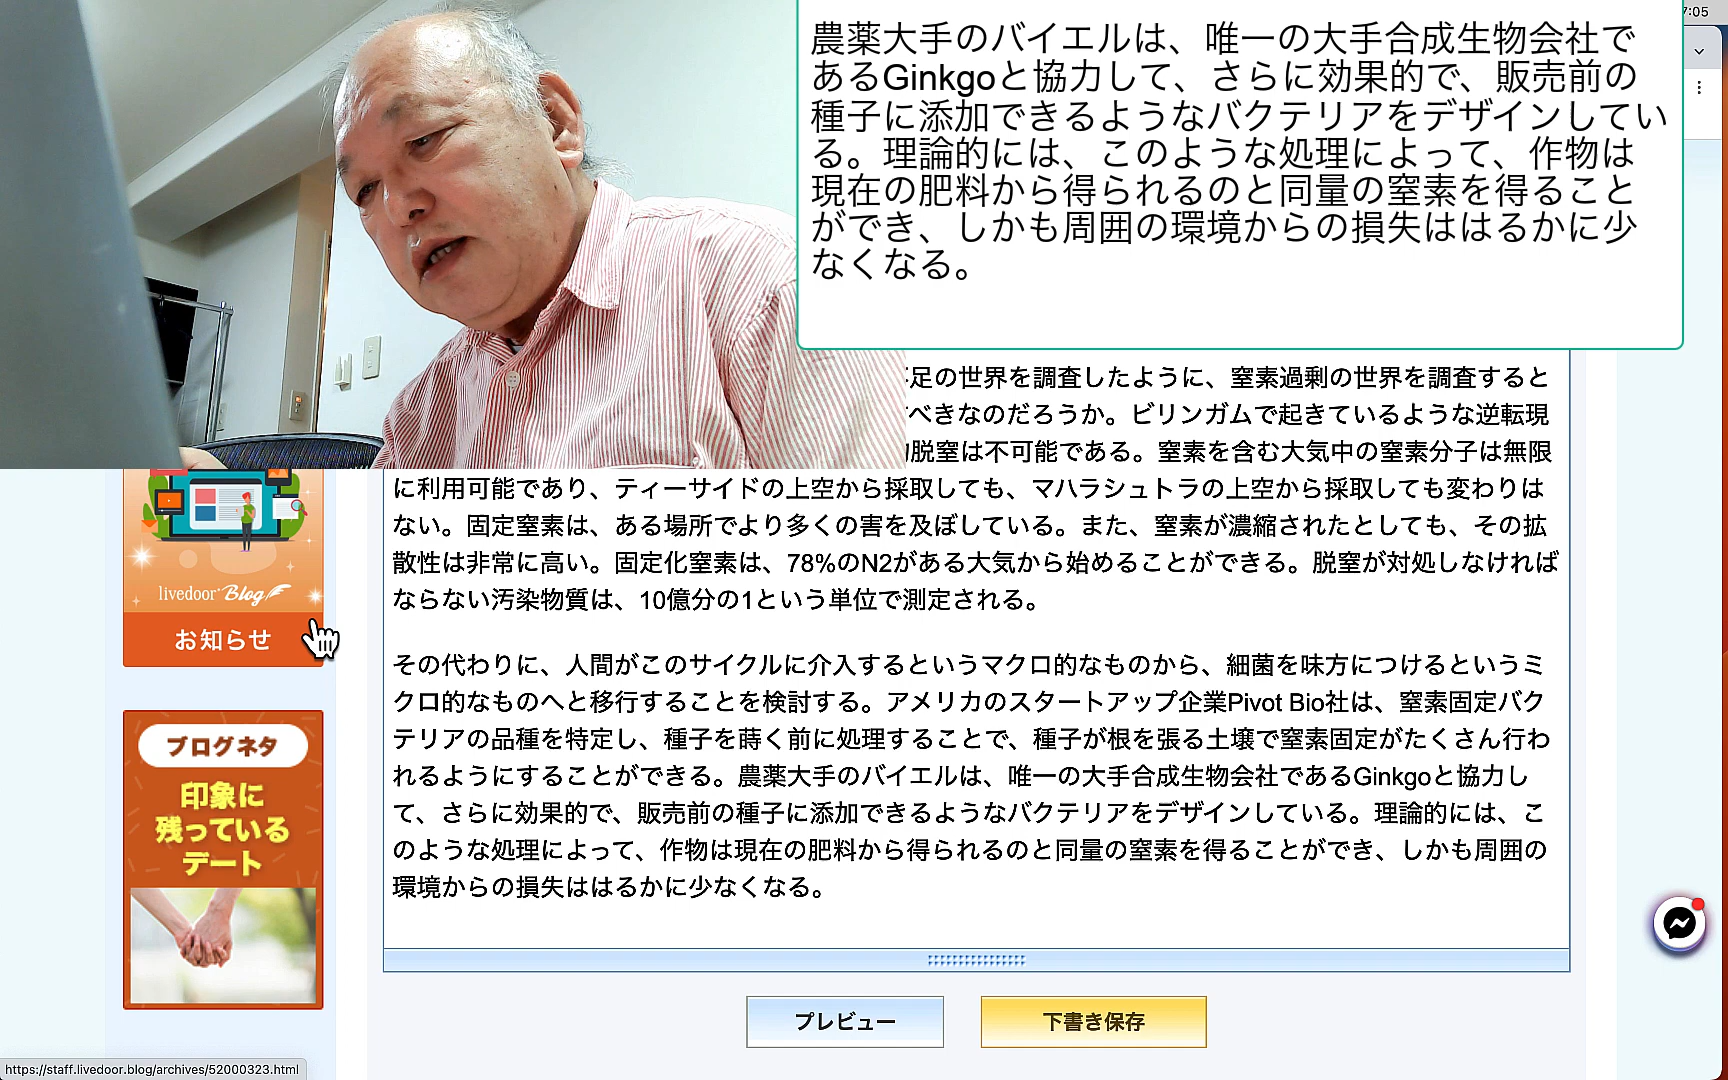 農薬大手のバイエルは、唯一の大手合成生物会社で
あるGinkgoと協力して、さらに効果的で、販売前の
種子に添加できるようなバクテリアをデザインしてい
る。理論的には、このような処理によって、作物は
現在の肥料から得られるのと同量の窒素を得ること
ができ、しかも周囲の環境からの損失ははるかに少
なくなる。
7:05
足の世界を調査したように、窒素過剰の世界を調査すると
べきなのだろうか。ビリンガムで起きているような逆転現
脱窒は不可能である。窒素を含む大気中の窒素分子は無限
に利用可能であり、ティーサイドの上空から採取しても、マハラシュトラの上空から採取しても変わりは
ない。固定窒素は、ある場所でより多くの害を及ぼしている。また、窒素が濃縮されたとしても、その拡
散性は非常に高い。固定化窒素は、78%のN2がある大気から始めることができる。脱窒が対処しなければ
ならない汚染物質は、10億分の1という単位で測定される。
その代わりに、人間がこのサイクルに介入するというマクロ的なものから、細菌を味方につけるというミ
クロ的なものへと移行することを検討する。アメリカのスタートアップ企業Pivot Bio社は、窒素固定バク
テリアの品種を特定し、種子を蒔く前に処理することで、種子が根を張る土壌で窒素固定がたくさん行わ
れるようにすることができる。農薬大手のバイエルは、唯一の大手合成生物会社であるGinkgoと協力し
て、さらに効果的で、販売前の種子に添加できるようなバクテリアをデザインしている。理論的には、こ
のような処理によって、作物は現在の肥料から得られるのと同量の窒素を得ることができ、しかも周囲の
環境からの損失ははるかに少なくなる。
livedoor Blog
お知らせ
ブログネタ
印象に
残っている
デート
プレビュー
下書き保存
https://staff.livedoor.blog/archives/52000323.html